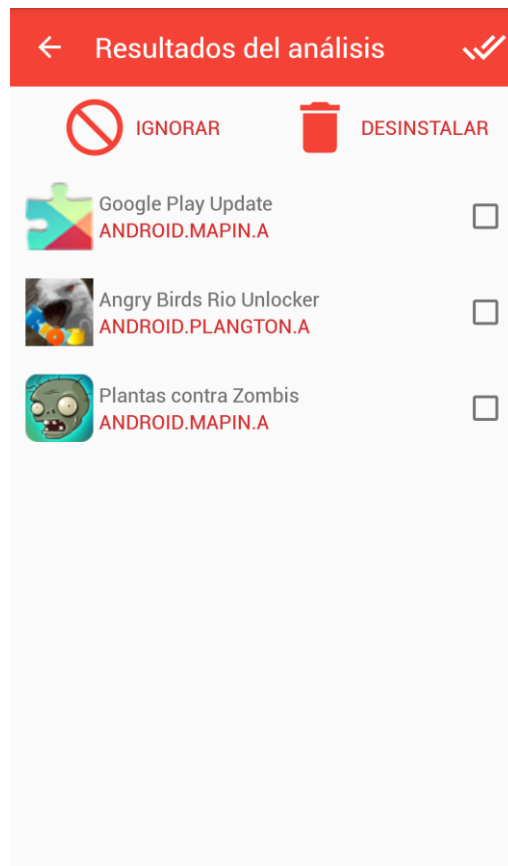 Resultados del análisis
IGNORAR
DESINSTALAR
Google Play Update
ANDROID.MAPIN.A
Angry Birds Rio Unlocker
ANDROID.PLANGTON.A
Plantas contra Zombis
ANDROID.MAPIN.A